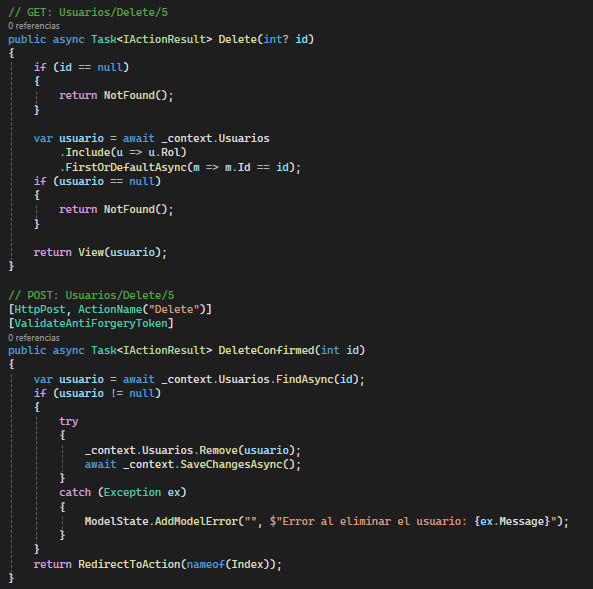 // GET: Usuarios/Delete/5
0 referencias
public async Task<IActionResult> Delete(int? id)
{
    if (id == null)
    {
        return NotFound();
    }

    var usuario = await _context.Usuarios
        .Include(u => u.Rol)
        .FirstOrDefaultAsync(m => m.Id == id);
    if (usuario == null)
    {
        return NotFound();
    }

    return View(usuario);
}

// POST: Usuarios/Delete/5
[HttpPost, ActionName("Delete")]
[ValidateAntiForgeryToken]
0 referencias
public async Task<IActionResult> DeleteConfirmed(int id)
{
    var usuario = await _context.Usuarios.FindAsync(id);
    if (usuario != null)
    {
        try
        {
            _context.Usuarios.Remove(usuario);
            await _context.SaveChangesAsync();
        }
        catch (Exception ex)
        {
            ModelState.AddModelError("", $"Error al eliminar el usuario: {ex.Message}");
        }
    }
    return RedirectToAction(nameof(Index));
}